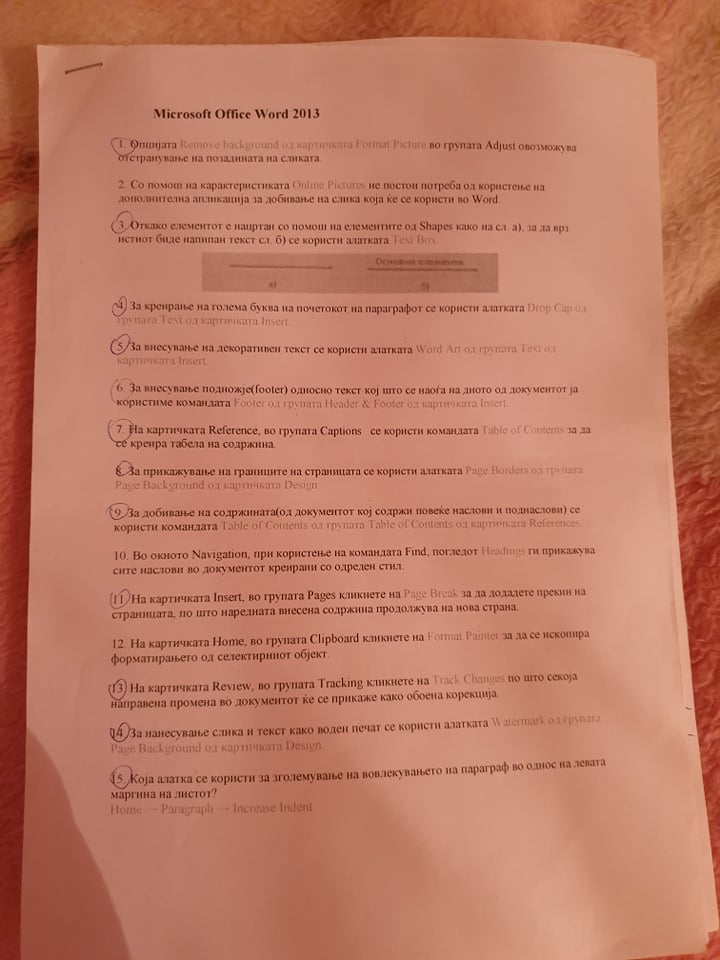 Microsoft Office Word 2013
1. Опцијата Remove background од картичката Format Picture во групата Adjust овозможува
отстранување на позадината на сликата.
2. Со помош на карактеристиката Online Pictures не постои потреба од користење на
дополнителна апликација за добивање на слика која ќе се користи во Word.
3. Откако елементот е нацртан со помош на елементите од Shapes како на сл. а), за да врз
истиот биде напишан текст сл. б) се користи алатката Text Box.
Основни елементи
а) б)
4. За креирање на голема буква на почетокот на параграфот се користи алатката Drop Cap од
групата Text од картичката Insert.
5. За внесување на декоративен текст се користи алатката Word Art од групата Text од
картичката Insert.
6. За внесување подножје(footer) односно текст кој што се наоѓа на дното од документот ја
користиме командата Footer од групата Header & Footer од картичката Insert.
7. На картичката Reference, во групата Captions се користи командата Table of Contents за да
се креира табела на содржина.
8. За прикажување на границите на страницата се користи алатката Page Borders од групата
Page Background од картичката Design.
9. За добивање на содржината(од документот кој содржи повеќе наслови и поднаслови) се
користи командата Table of Contents од групата Table of Contents од картичката References.
10. Во окното Navigation, при користење на командата Find, погледот Headings ги прикажува
сите наслови во документот креирани со одреден стил.
11. На картичката Insert, во групата Pages кликнете на Page Break за да додадете прекин на
страницата, по што наредната внесена содржина продолжува на нова страна.
12. На картичката Home, во групата Clipboard кликнете на Format Painter за да се ископира
форматирањето од селектирниот објект.
13. На картичката Review, во групата Tracking кликнете на Track Changes по што секоја
направена промена во документот ќе се прикаже како обоена корекција.
14. За нанесување слика и текст како воден печат се користи алатката Watermark од групата
Page Background од картичката Design.
15. Која алатка се користи за зголемување на вовлекувањето на параграф во однос на левата
маргина на листот?
Home → Paragraph → Increase Indent